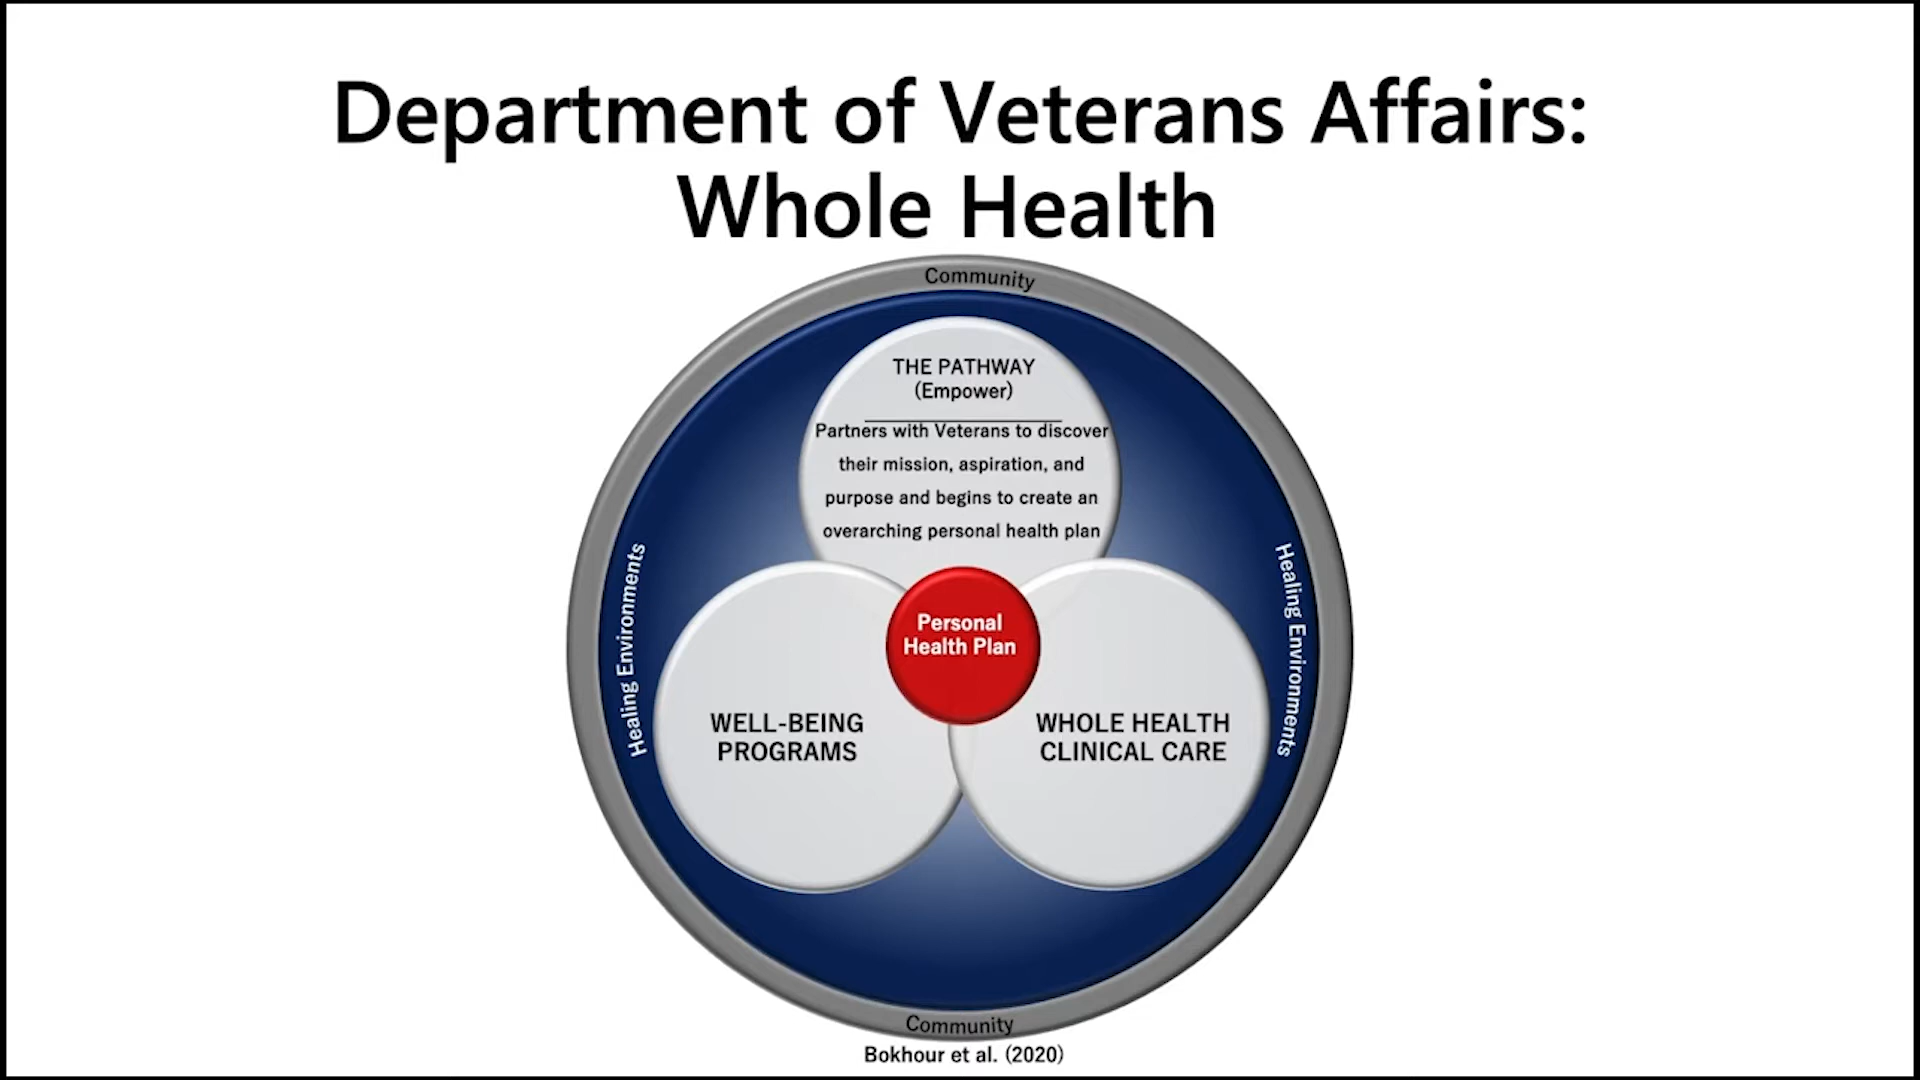 Department of Veterans Affairs:
Whole Health
Community
THE PATHWAY
(Empower)
Partners with Veterans to discover
their mission, aspiration, and
purpose and begins to create an
overarching personal health plan
Healing Environments
Healing Environments
Personal
Health Plan
WELL-BEING
PROGRAMS
WHOLE HEALTH
CLINICAL CARE
Community
Bokhour et al. (2020)